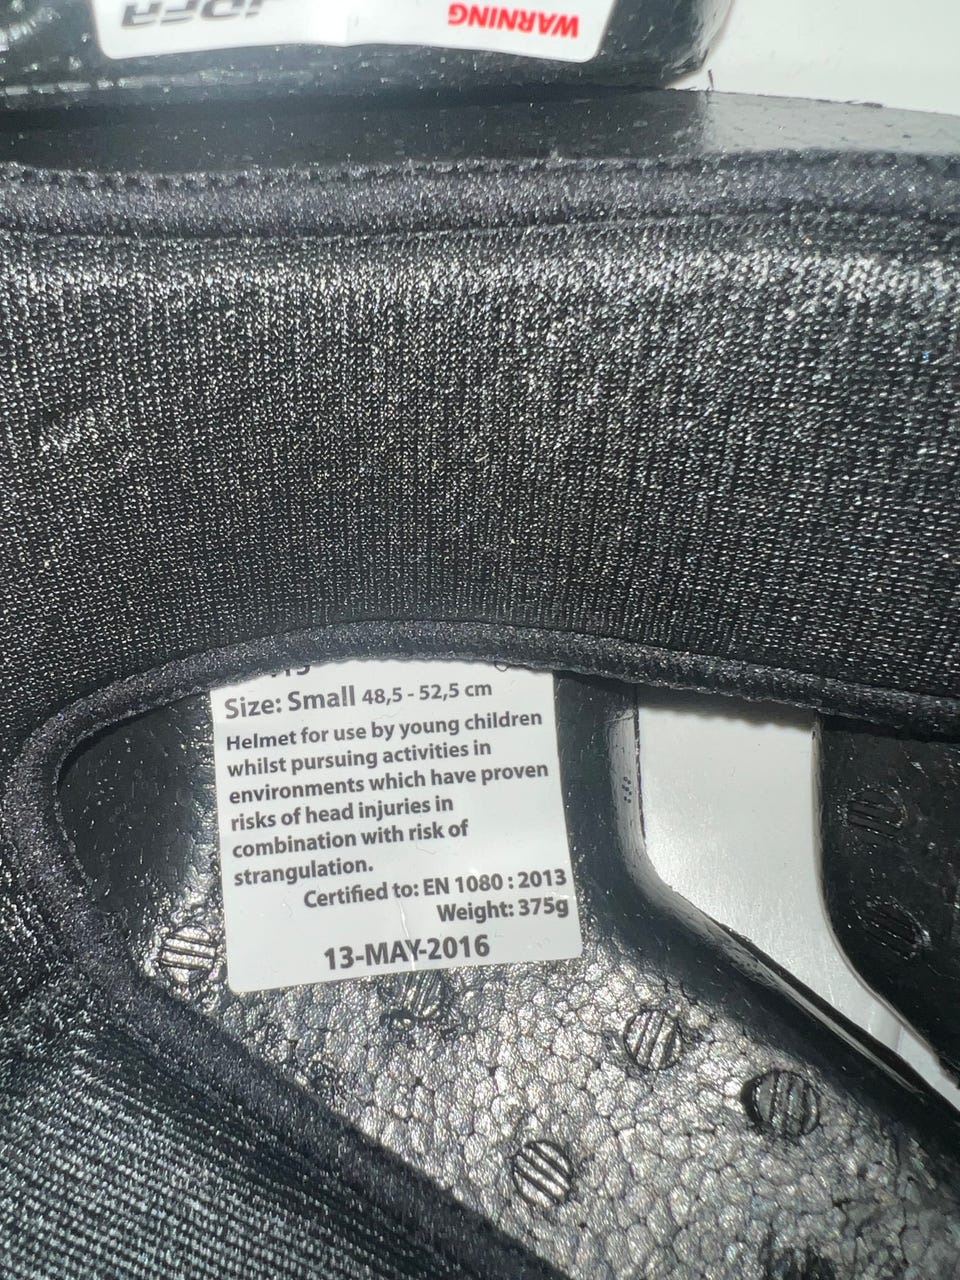 JOFA
WARNING
Size: Small 48,5 - 52,5 cm
Helmet for use by young children
whilst pursuing activities in
environments which have proven
risks of head injuries in
combination with risk of
strangulation.
Certified to: EN 1080 : 2013
Weight: 375g
13-MAY-2016